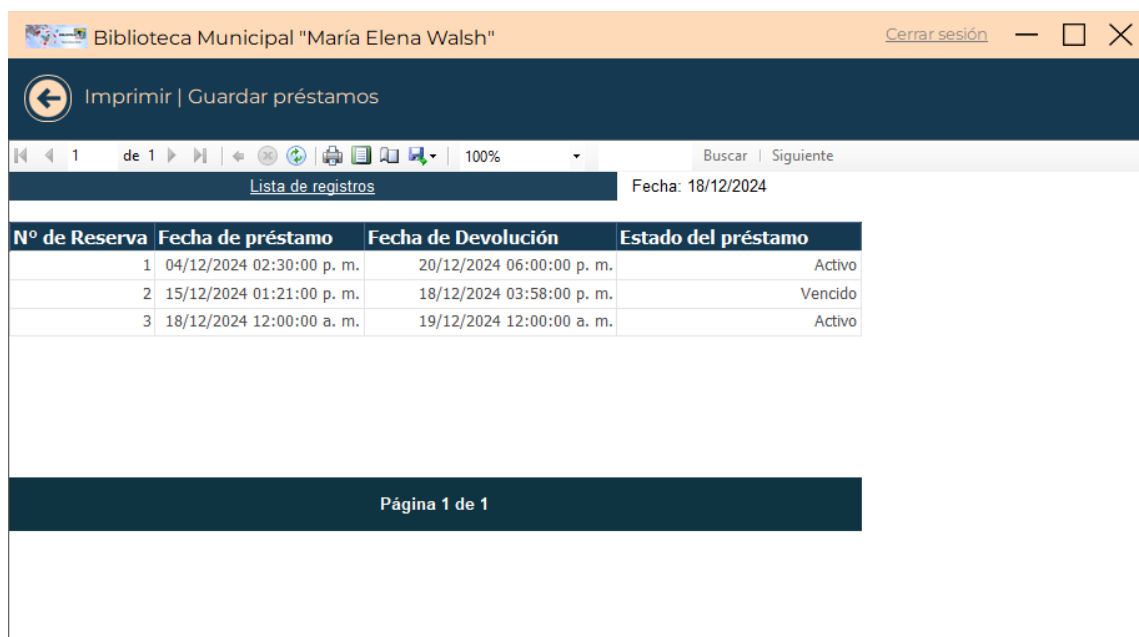 Biblioteca Municipal "María Elena Walsh" Cerrar sesión
Imprimir | Guardar préstamos
1 de 1 100% Buscar | Siguiente
Lista de registros Fecha: 18/12/2024
Nº de Reserva Fecha de préstamo Fecha de Devolución Estado del préstamo
1 04/12/2024 02:30:00 p. m. 20/12/2024 06:00:00 p. m. Activo
2 15/12/2024 01:21:00 p. m. 18/12/2024 03:58:00 p. m. Vencido
3 18/12/2024 12:00:00 a. m. 19/12/2024 12:00:00 a. m. Activo
Página 1 de 1